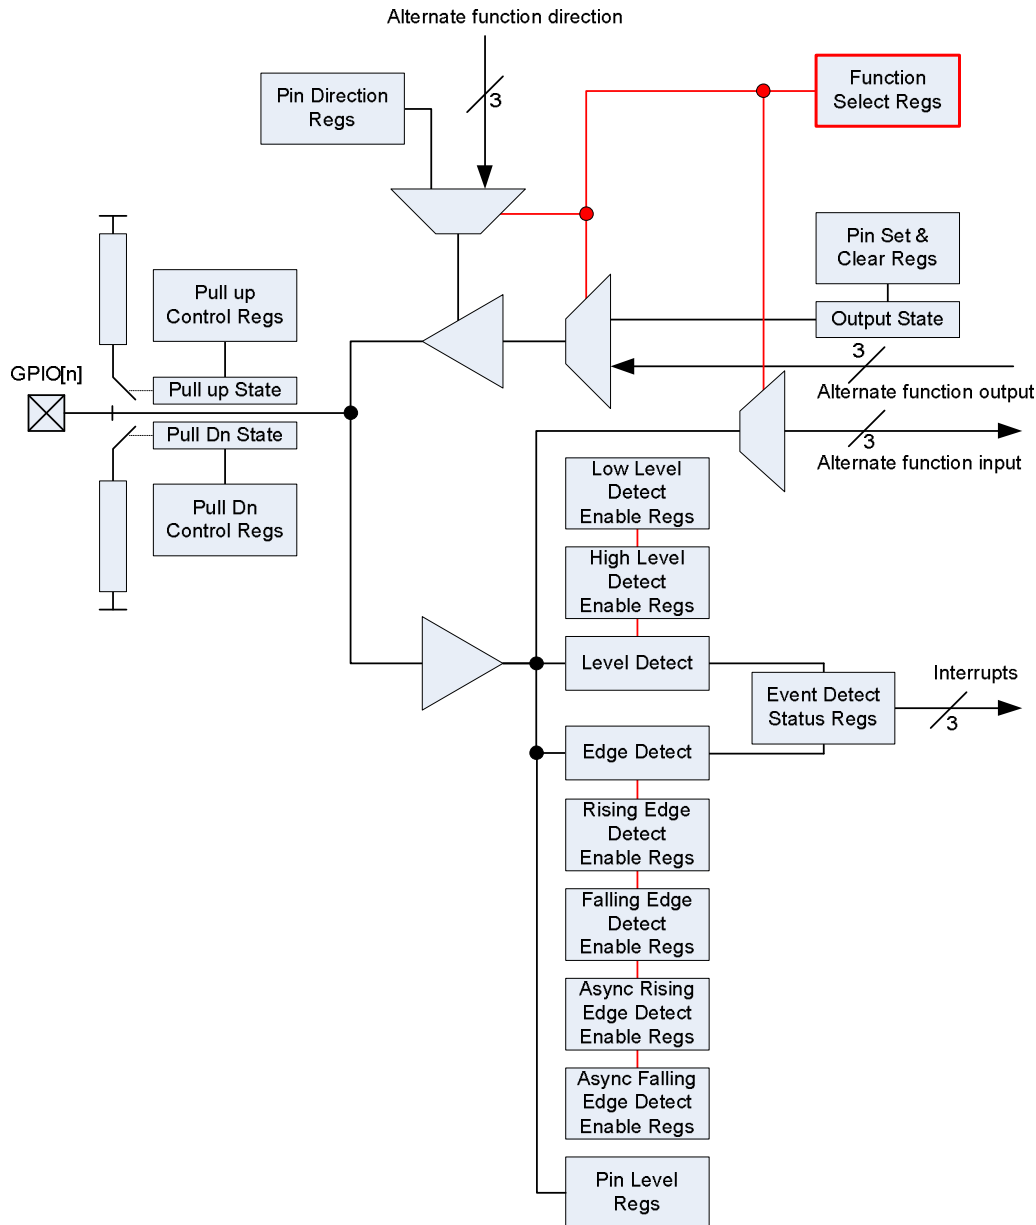 Alternate function direction
3
Pin Direction
Regs
Function
Select Regs
Pin Set &
Clear Regs
Output State
3
Alternate function output
3
Alternate function input
Pull up
Control Regs
Pull up State
GPIO[n]
Pull Dn State
Pull Dn
Control Regs
Low Level
Detect
Enable Regs
High Level
Detect
Enable Regs
Level Detect
Event Detect
Status Regs
Interrupts
3
Edge Detect
Rising Edge
Detect
Enable Regs
Falling Edge
Detect
Enable Regs
Async Rising
Edge Detect
Enable Regs
Async Falling
Edge Detect
Enable Regs
Pin Level
Regs